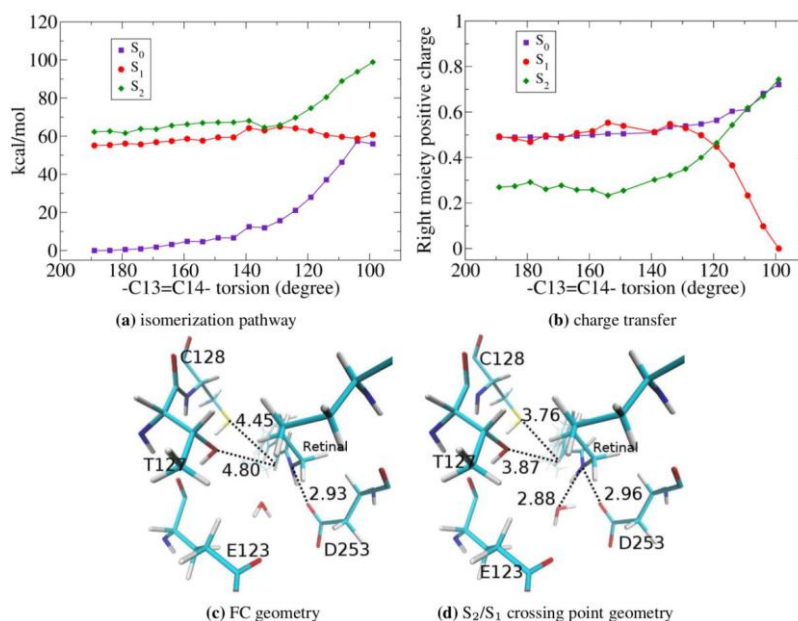 120
100
80
60
40
20
0
kcal/mol
S₀
S₁
S₂
200 180 160 140 120 100
-C13=C14- torsion (degree)
(a) isomerization pathway
1
0.8
0.6
0.4
0.2
0
Right moiety positive charge
S₀
S₁
S₂
200 180 160 140 120 100
-C13=C14- torsion (degree)
(b) charge transfer
C128
4.45
Retinal
T127
4.80
2.93
E123
D253
(c) FC geometry
C128
3.76
Retinal
T127
3.87
2.88
2.96
E123
D253
(d) S₂/S₁ crossing point geometry